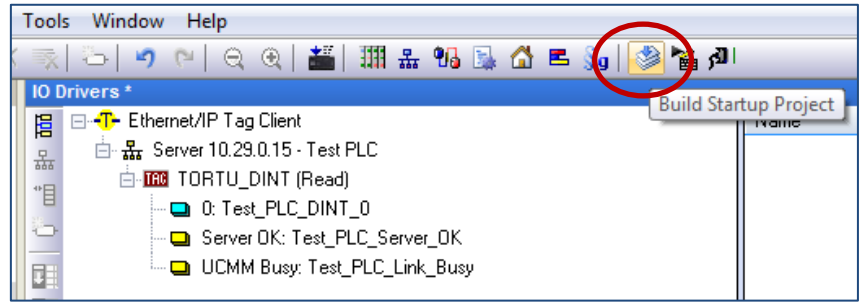 Tools Window Help
IO Drivers *
Build Startup Project
Name
-T- Ethernet/IP Tag Client
Server 10.29.0.15 - Test PLC
TAG TORTU_DINT (Read)
0: Test_PLC_DINT_0
Server OK: Test_PLC_Server_OK
UCMM Busy: Test_PLC_Link_Busy